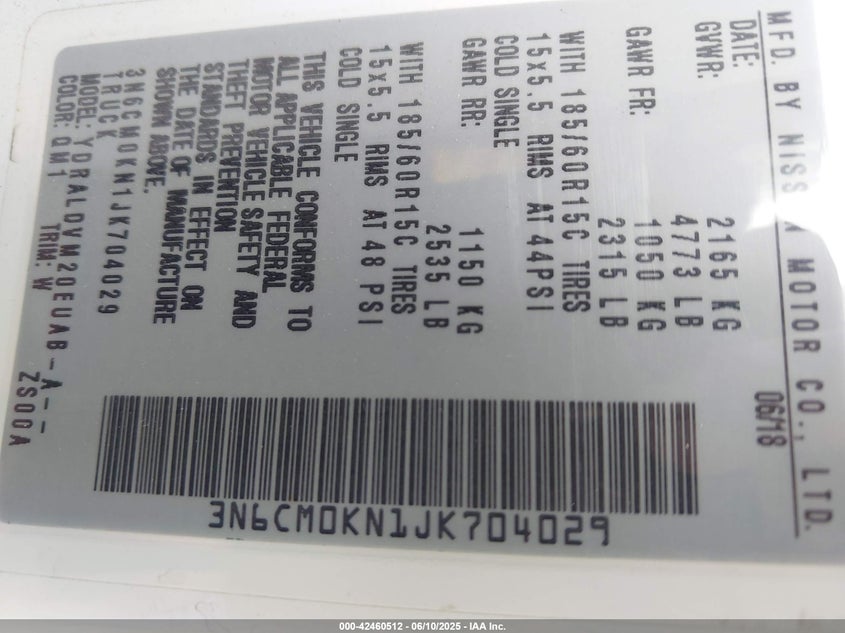 MFD. BY NISSAN MOTOR CO., LTD.
DATE: 06/18
GVWR: 2165 KG
4773 LB
GAWR FR: 1050 KG
2315 LB
WITH 185/60R15C TIRES
15x5.5 RIMS AT 44PSI
COLD SINGLE
GAWR RR: 1150 KG
2535 LB
WITH 185/60R15C TIRES
15x5.5 RIMS AT 48 PSI
COLD SINGLE
THIS VEHICLE CONFORMS TO
ALL APPLICABLE FEDERAL
MOTOR VEHICLE SAFETY AND
THEFT PREVENTION
STANDARDS IN EFFECT ON
THE DATE OF MANUFACTURE
SHOWN ABOVE.
3N6CM0KN1JK704029
TRUCK
MODEL: YDRALDVM20EUAB-A---
COLOR: QM1 TRIM: W ZS00A
3N6CM0KN1JK704029
000-42460512 - 06/10/2025 - IAA Inc.